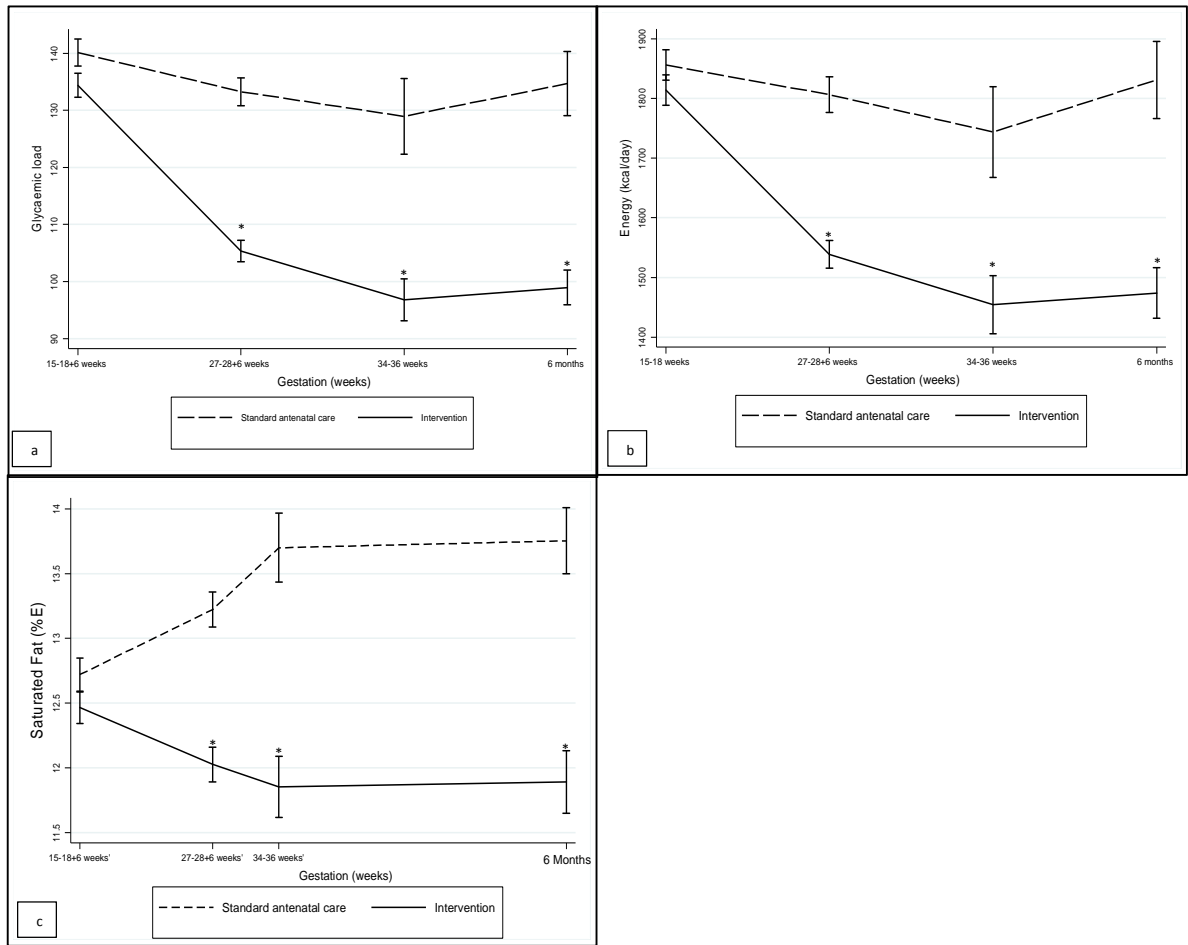 140
130
120
110
100
90
Glycaemic load
*
*
*
15-18+6 weeks
27-28+6 weeks
34-36 weeks
6 months
Gestation (weeks)
Standard antenatal care
Intervention
a
1900
1800
1700
1600
1500
1400
Energy (kcal/day)
*
*
*
15-18 weeks
27-28+6 weeks
34-36 weeks
6 months
Gestation (weeks)
Standard antenatal care
Intervention
b
14
13.5
13
12.5
12
11.5
Saturated Fat (%E)
*
*
*
15-18+6 weeks'
27-28+6 weeks'
34-36 weeks'
6 Months
Gestation (weeks)
Standard antenatal care
Intervention
c